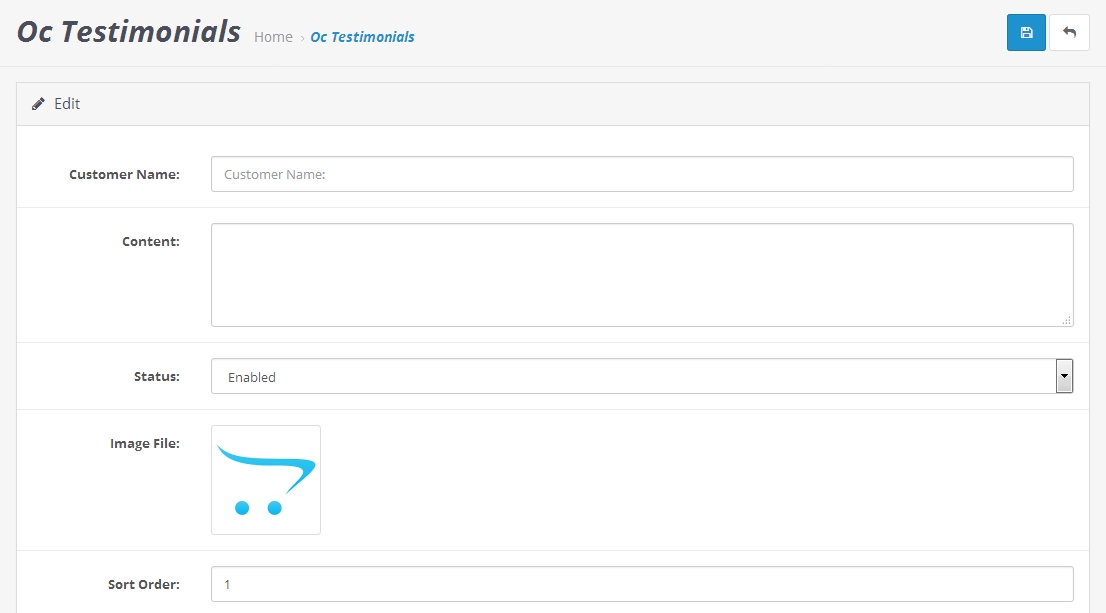 Oc Testimonials Home › Oc Testimonials
Edit
Customer Name: Customer Name:
Content:
Status: Enabled
Image File:
Sort Order: 1